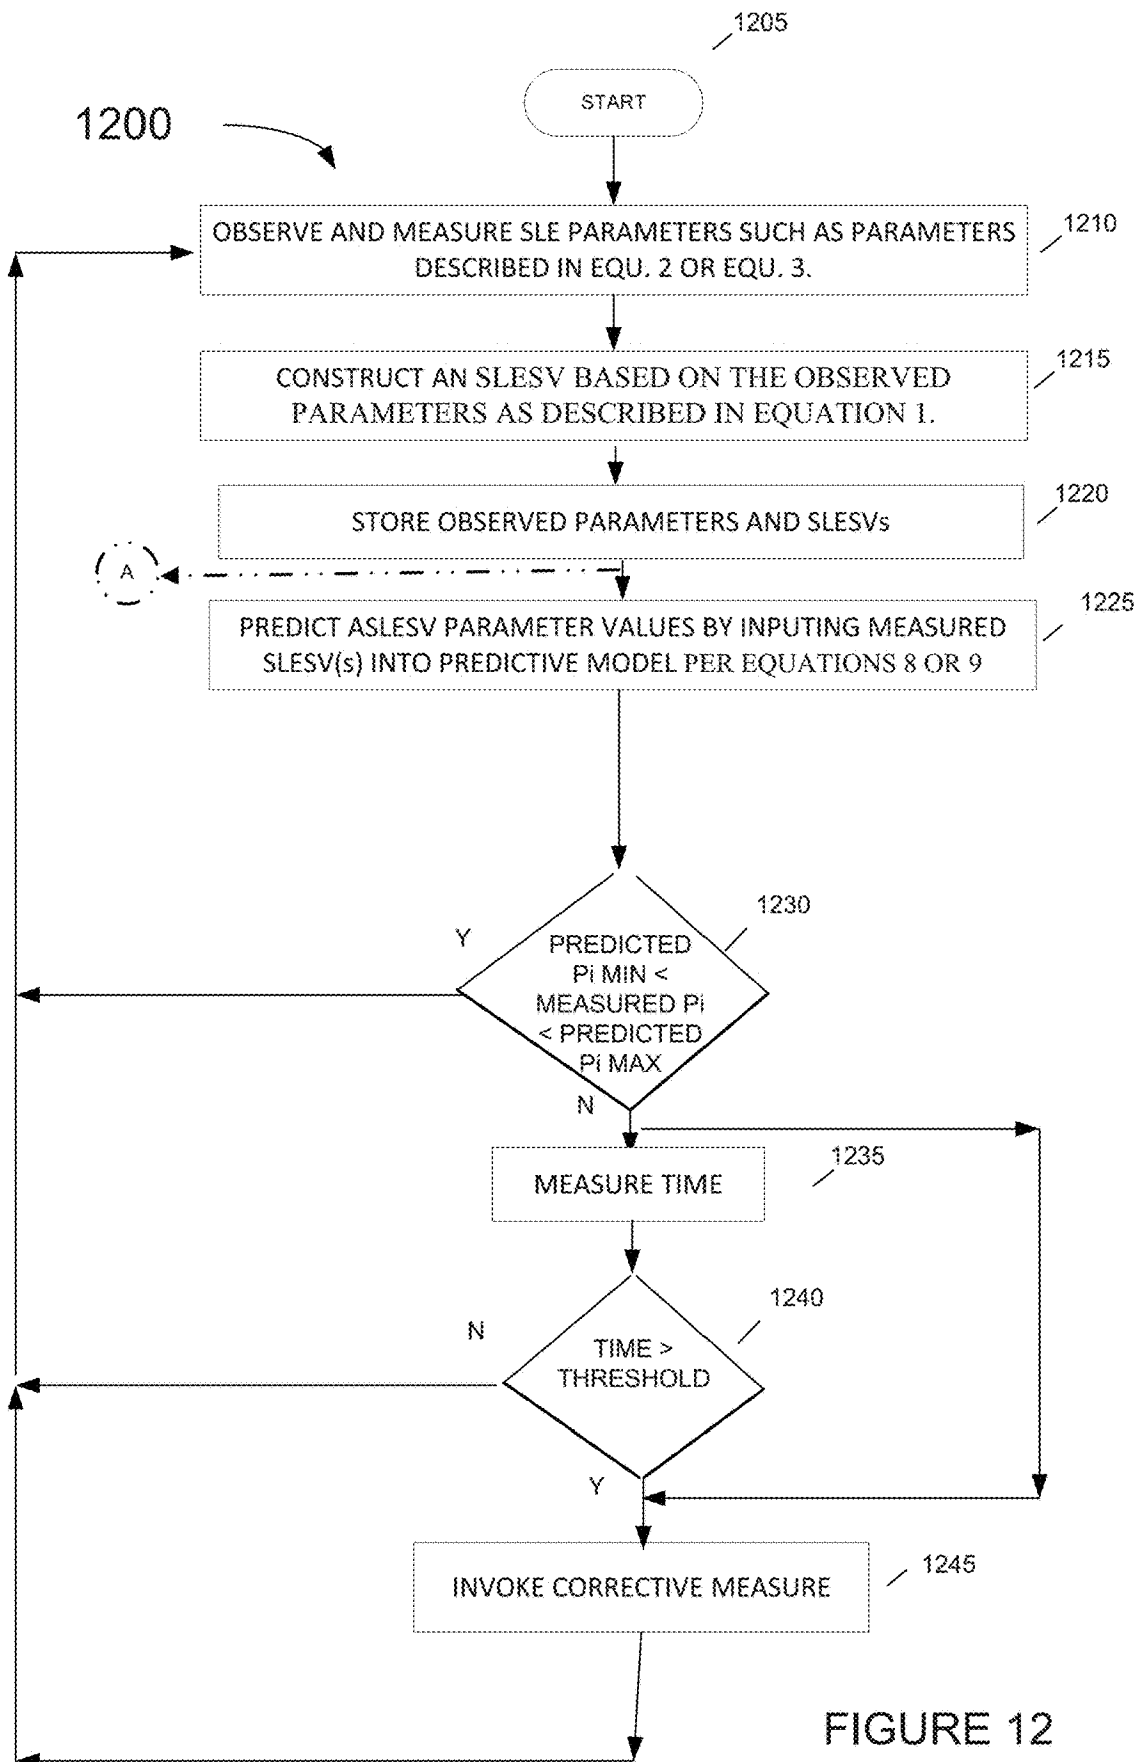 1205
START
1200
OBSERVE AND MEASURE SLE PARAMETERS SUCH AS PARAMETERS
DESCRIBED IN EQU. 2 OR EQU. 3.
1210
CONSTRUCT AN SLESV BASED ON THE OBSERVED
PARAMETERS AS DESCRIBED IN EQUATION 1.
1215
STORE OBSERVED PARAMETERS AND SLESVs
1220
A
PREDICT ASLESV PARAMETER VALUES BY INPUTING MEASURED
SLESV(s) INTO PREDICTIVE MODEL PER EQUATIONS 8 OR 9
1225
Y
PREDICTED
Pi MIN <
MEASURED Pi
< PREDICTED
Pi MAX
1230
N
MEASURE TIME
1235
N
TIME >
THRESHOLD
1240
Y
INVOKE CORRECTIVE MEASURE
1245
FIGURE 12